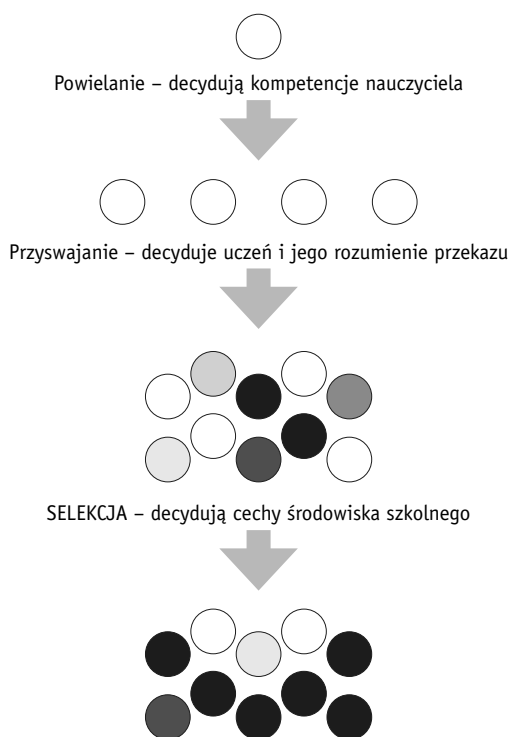 Powielanie – decydują kompetencje nauczyciela
Przyswajanie – decyduje uczeń i jego rozumienie przekazu
SELEKCJA – decydują cechy środowiska szkolnego